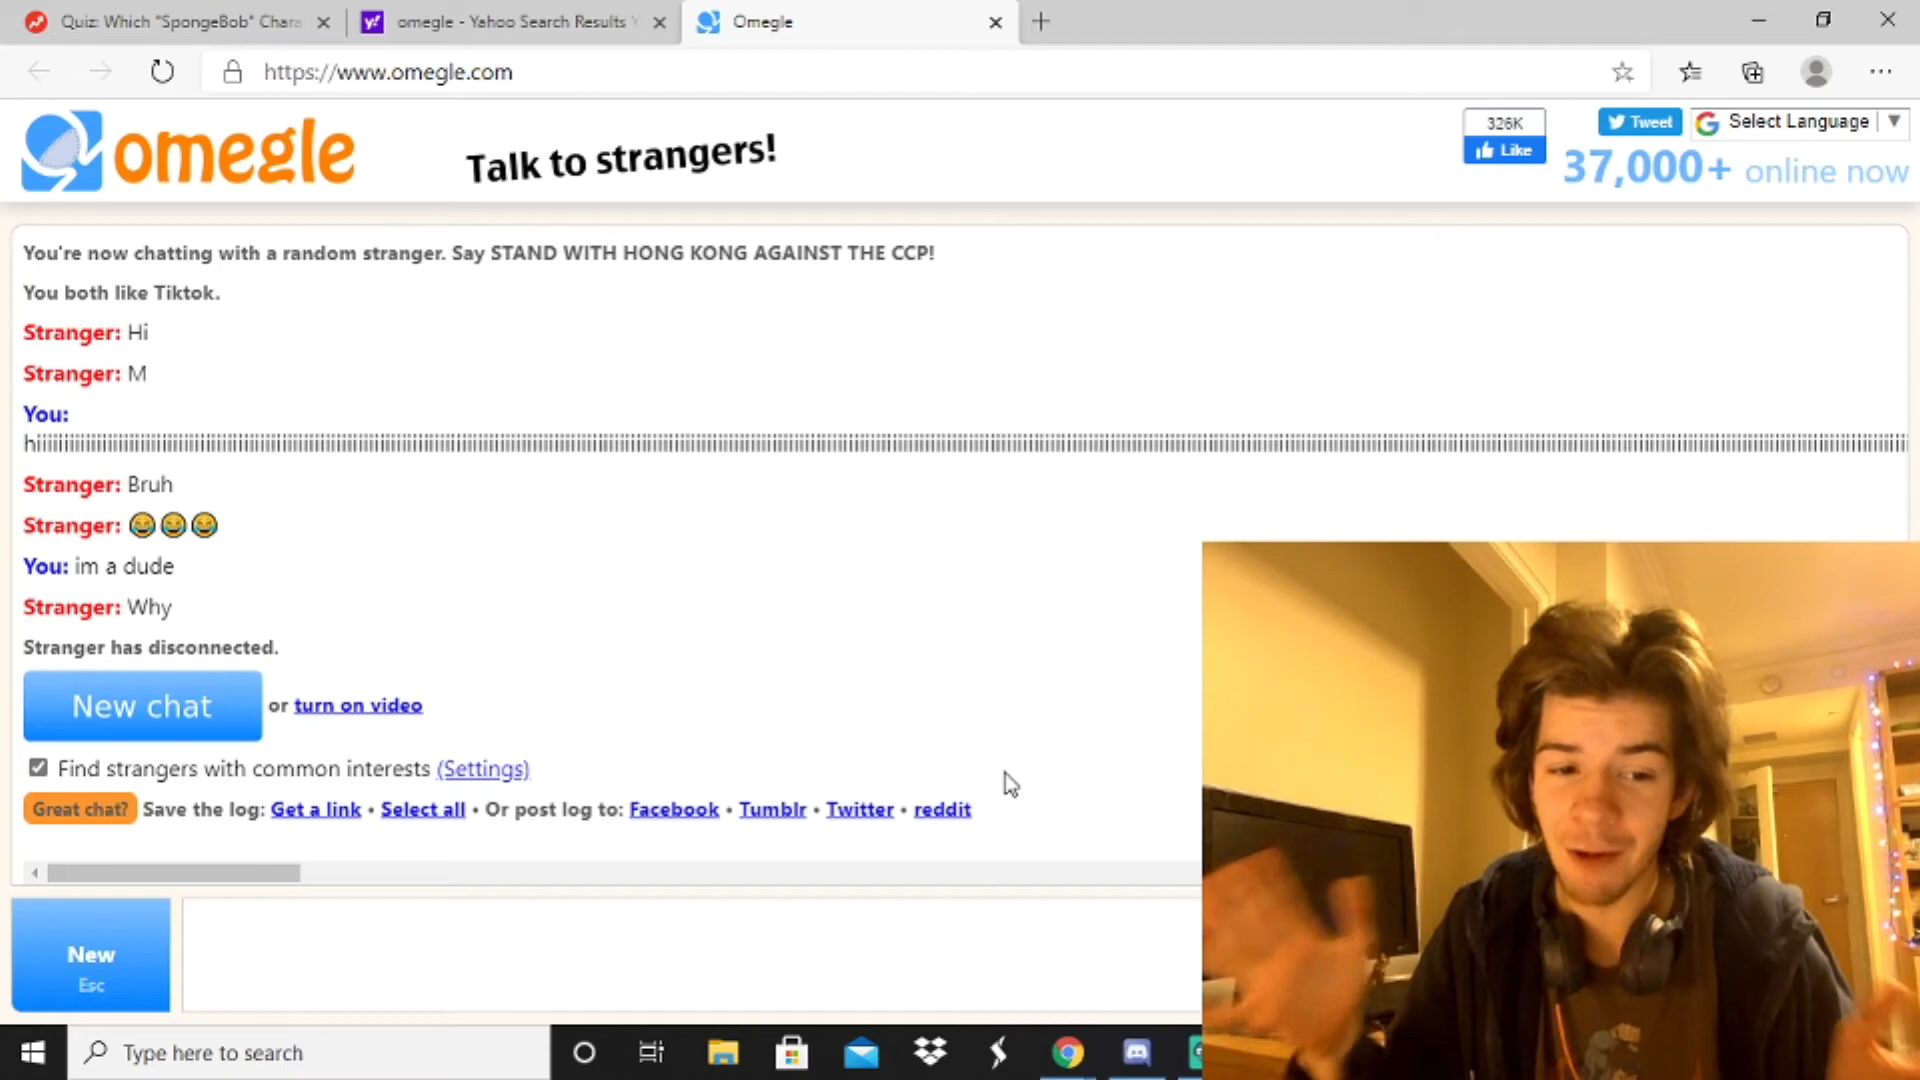 Quiz: Which "SpongeBob" Chara
omegle - Yahoo Search Results
Omegle
https://www.omegle.com
omegle
Talk to strangers!
326K
Like
Tweet
Select Language
37,000+ online now
You're now chatting with a random stranger. Say STAND WITH HONG KONG AGAINST THE CCP!
You both like Tiktok.
Stranger: Hi
Stranger: M
You:
Stranger: Bruh
Stranger: 😂😂😂
You: im a dude
Stranger: Why
Stranger has disconnected.
New chat or turn on video
Find strangers with common interests (Settings)
Great chat? Save the log: Get a link • Select all • Or post log to: Facebook • Tumblr • Twitter • reddit
New
Esc
Type here to search